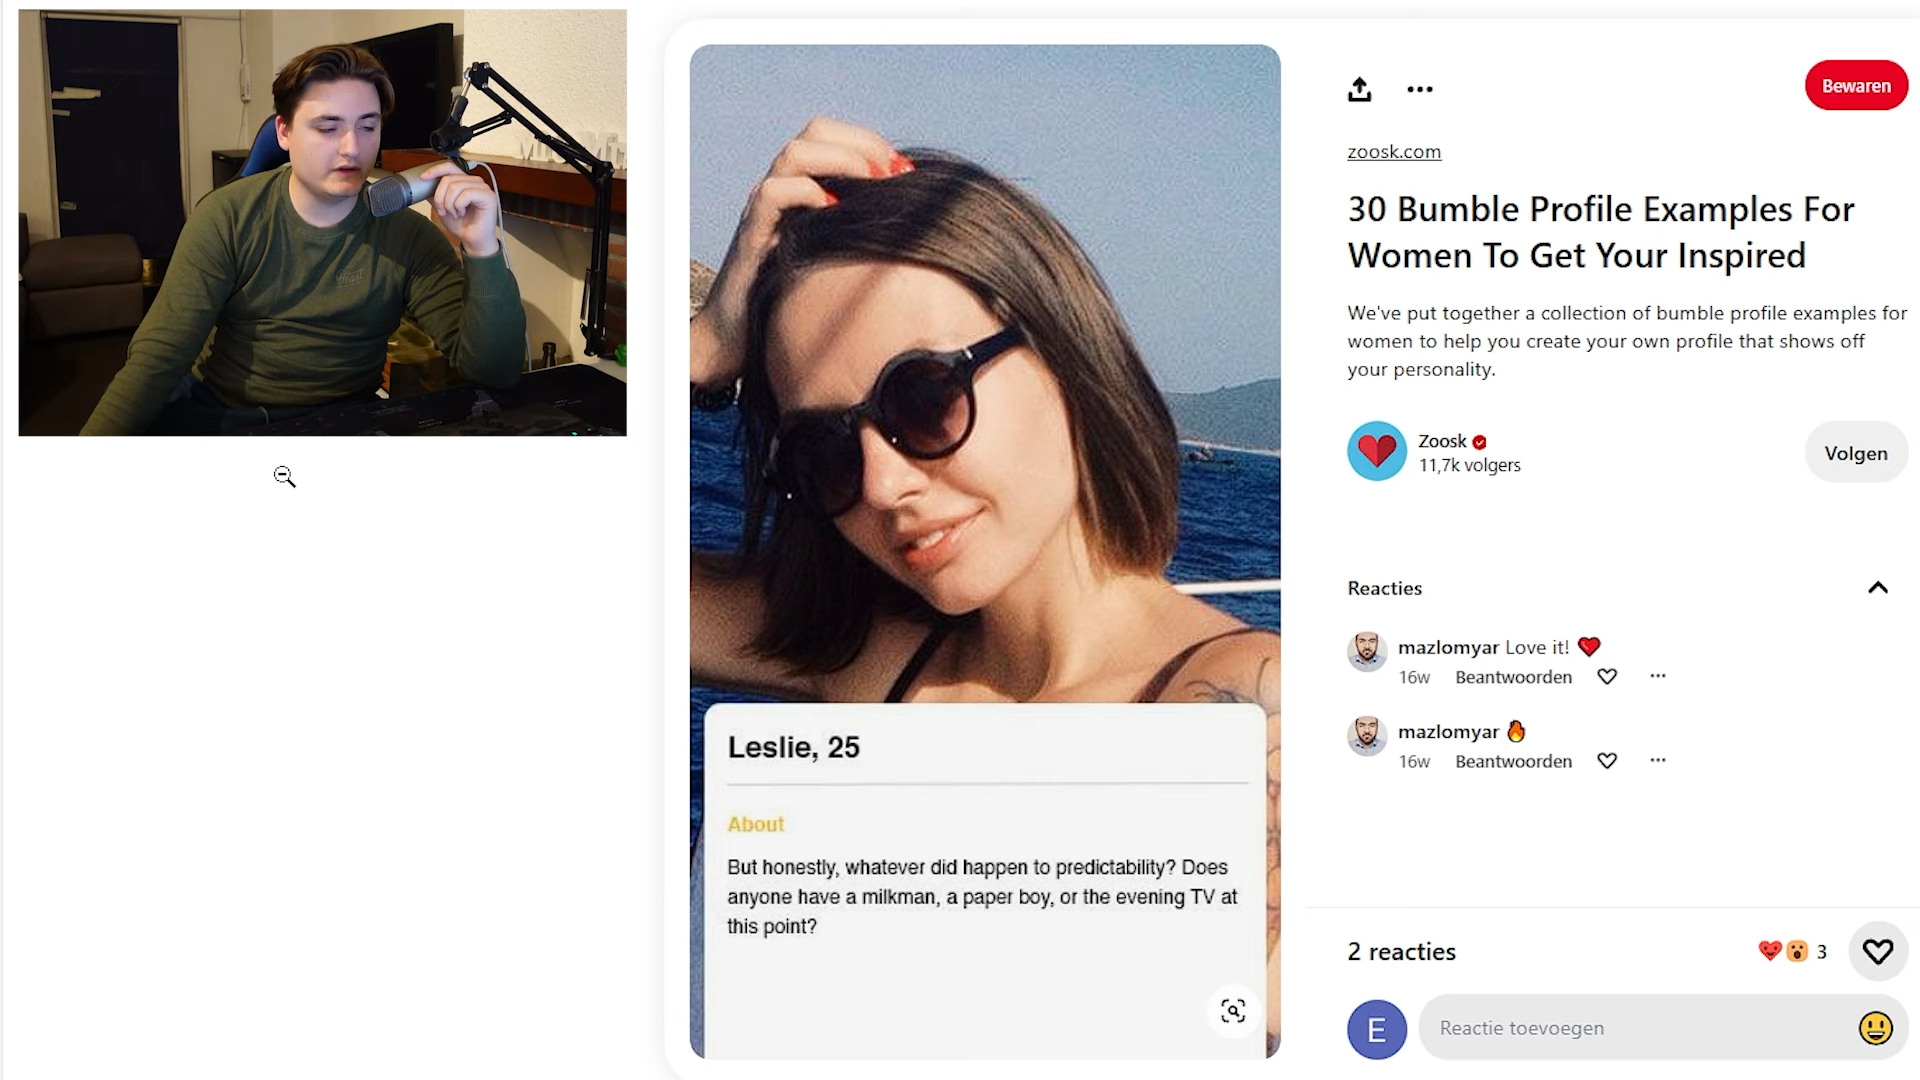 Bewaren
zoosk.com
30 Bumble Profile Examples For
Women To Get Your Inspired
We've put together a collection of bumble profile examples for
women to help you create your own profile that shows off
your personality.
Zoosk
11,7k volgers
Volgen
Reacties
mazlomyar Love it! ❤️
16w Beantwoorden
mazlomyar 🔥
16w Beantwoorden
2 reacties
3
E
Reactie toevoegen
Leslie, 25
About
But honestly, whatever did happen to predictability? Does
anyone have a milkman, a paper boy, or the evening TV at
this point?